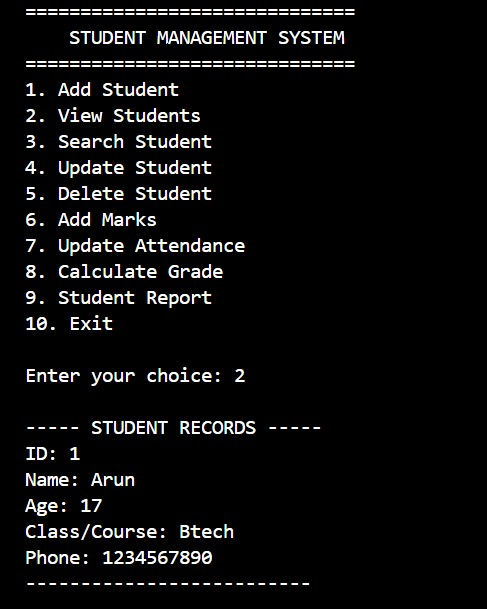 ==============================
STUDENT MANAGEMENT SYSTEM
==============================
1. Add Student
2. View Students
3. Search Student
4. Update Student
5. Delete Student
6. Add Marks
7. Update Attendance
8. Calculate Grade
9. Student Report
10. Exit
Enter your choice: 2
----- STUDENT RECORDS -----
ID: 1
Name: Arun
Age: 17
Class/Course: Btech
Phone: 1234567890
--------------------------